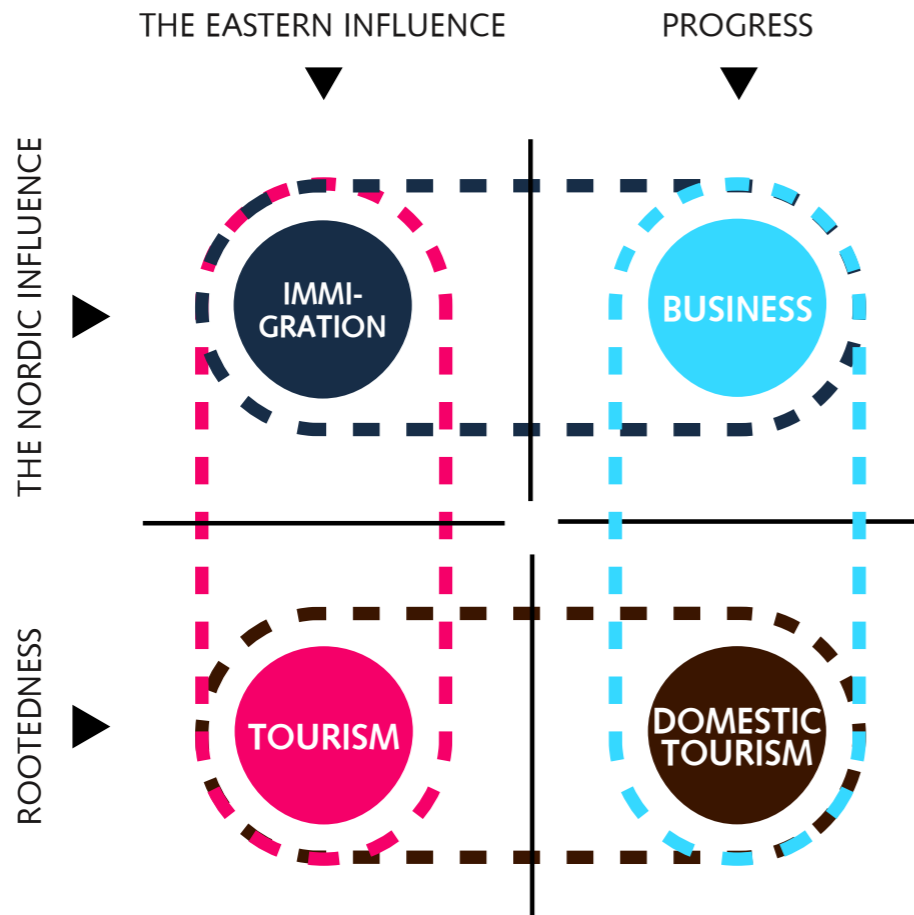 THE EASTERN INFLUENCE
PROGRESS
THE NORDIC INFLUENCE
IMMI-
GRATION
BUSINESS
ROOTEDNESS
TOURISM
DOMESTIC
TOURISM